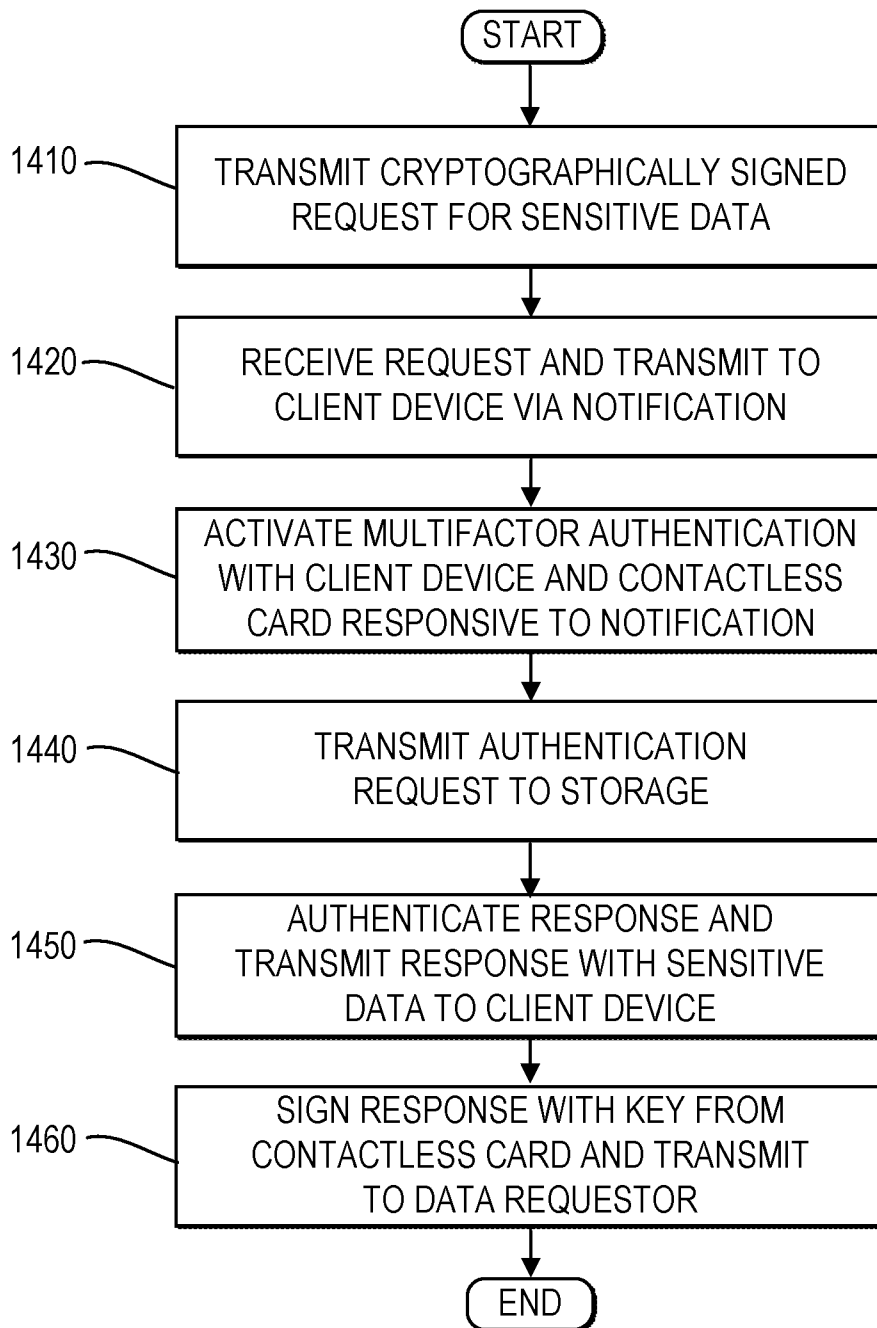 START
1410
TRANSMIT CRYPTOGRAPHICALLY SIGNED
REQUEST FOR SENSITIVE DATA
1420
RECEIVE REQUEST AND TRANSMIT TO
CLIENT DEVICE VIA NOTIFICATION
1430
ACTIVATE MULTIFACTOR AUTHENTICATION
WITH CLIENT DEVICE AND CONTACTLESS
CARD RESPONSIVE TO NOTIFICATION
1440
TRANSMIT AUTHENTICATION
REQUEST TO STORAGE
1450
AUTHENTICATE RESPONSE AND
TRANSMIT RESPONSE WITH SENSITIVE
DATA TO CLIENT DEVICE
1460
SIGN RESPONSE WITH KEY FROM
CONTACTLESS CARD AND TRANSMIT
TO DATA REQUESTOR
END